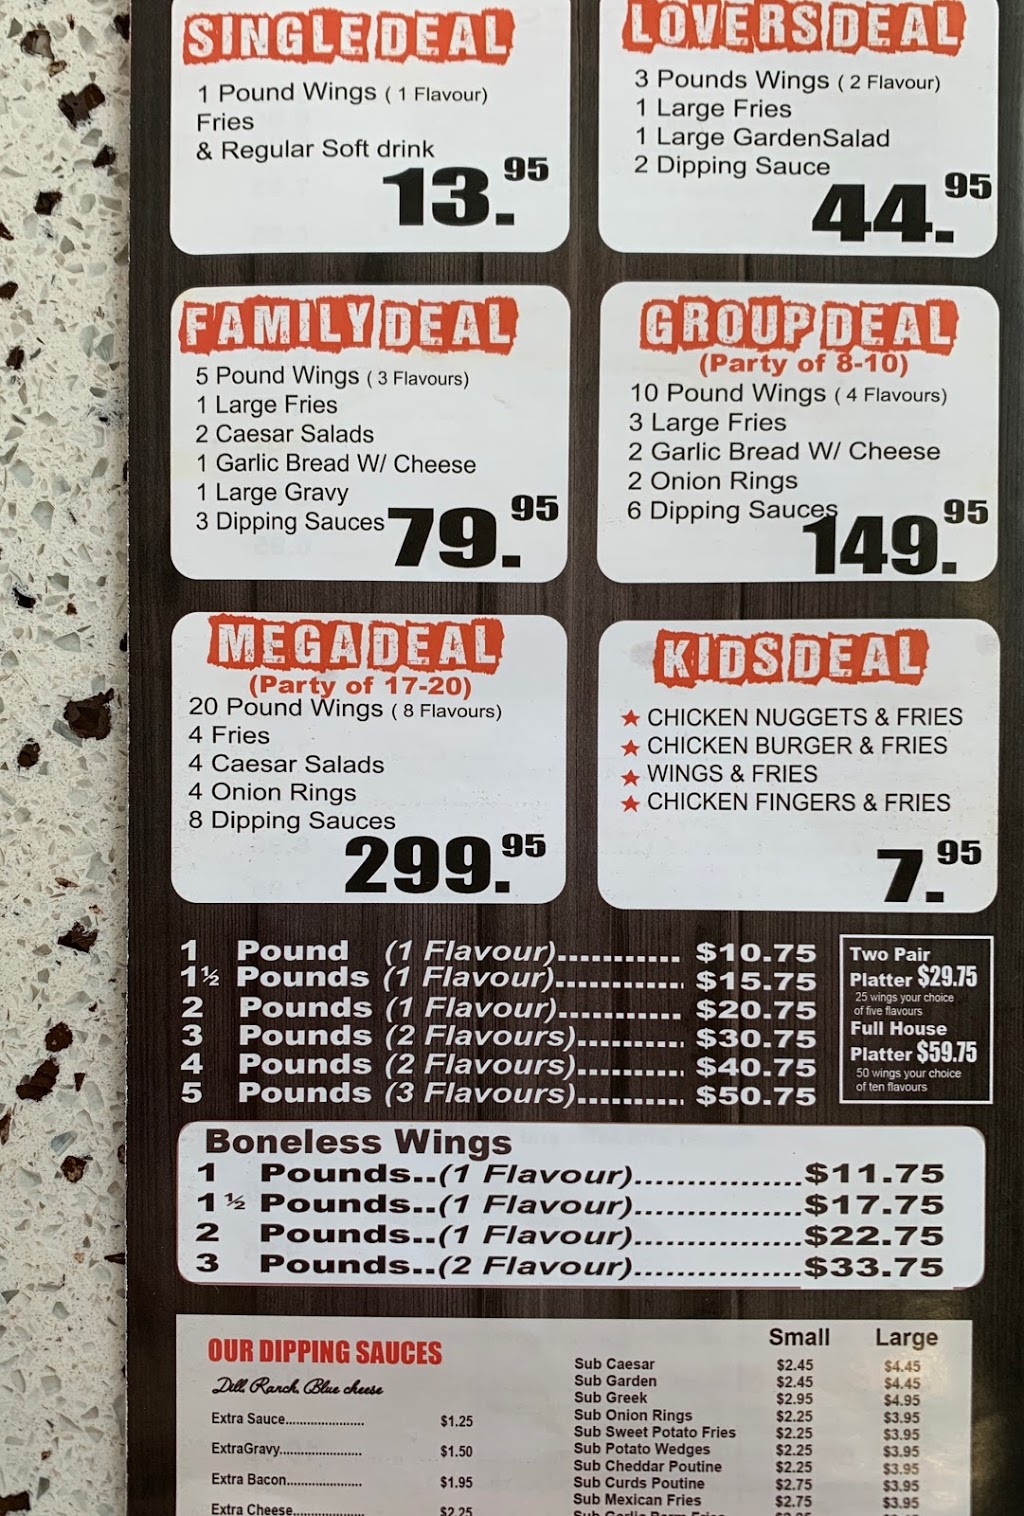 SINGLE DEAL
1 Pound Wings ( 1 Flavour)
Fries
& Regular Soft drink
13.95
LOVERS DEAL
3 Pounds Wings ( 2 Flavour)
1 Large Fries
1 Large GardenSalad
2 Dipping Sauce
44.95
FAMILY DEAL
5 Pound Wings ( 3 Flavours)
1 Large Fries
2 Caesar Salads
1 Garlic Bread W/ Cheese
1 Large Gravy
3 Dipping Sauces
79.95
GROUP DEAL
(Party of 8-10)
10 Pound Wings ( 4 Flavours)
3 Large Fries
2 Garlic Bread W/ Cheese
2 Onion Rings
6 Dipping Sauces
149.95
MEGA DEAL
(Party of 17-20)
20 Pound Wings ( 8 Flavours)
4 Fries
4 Caesar Salads
4 Onion Rings
8 Dipping Sauces
299.95
KIDS DEAL
★ CHICKEN NUGGETS & FRIES
★ CHICKEN BURGER & FRIES
★ WINGS & FRIES
★ CHICKEN FINGERS & FRIES
7.95
1 Pound (1 Flavour)........... $10.75
1½ Pounds (1 Flavour)........... $15.75
2 Pounds (1 Flavour)........... $20.75
3 Pounds (2 Flavours)......... $30.75
4 Pounds (2 Flavours)......... $40.75
5 Pounds (3 Flavours)......... $50.75
Two Pair
Platter $29.75
25 wings your choice
of five flavours
Full House
Platter $59.75
50 wings your choice
of ten flavours
Boneless Wings
1 Pounds..(1 Flavour)................$11.75
1½ Pounds..(1 Flavour)................$17.75
2 Pounds..(1 Flavour)................$22.75
3 Pounds..(2 Flavour)................$33.75
OUR DIPPING SAUCES
Dill, Ranch, Blue cheese
Extra Sauce...................... $1.25
ExtraGravy....................... $1.50
Extra Bacon..................... $1.95
Extra Cheese.................... $2.25
Small Large
Sub Caesar $2.45 $4.45
Sub Garden $2.45 $4.45
Sub Greek $2.95 $4.95
Sub Onion Rings $2.25 $3.95
Sub Sweet Potato Fries $2.25 $3.95
Sub Potato Wedges $2.25 $3.95
Sub Cheddar Poutine $2.25 $3.95
Sub Curds Poutine $2.75 $3.95
Sub Mexican Fries $2.75 $3.95